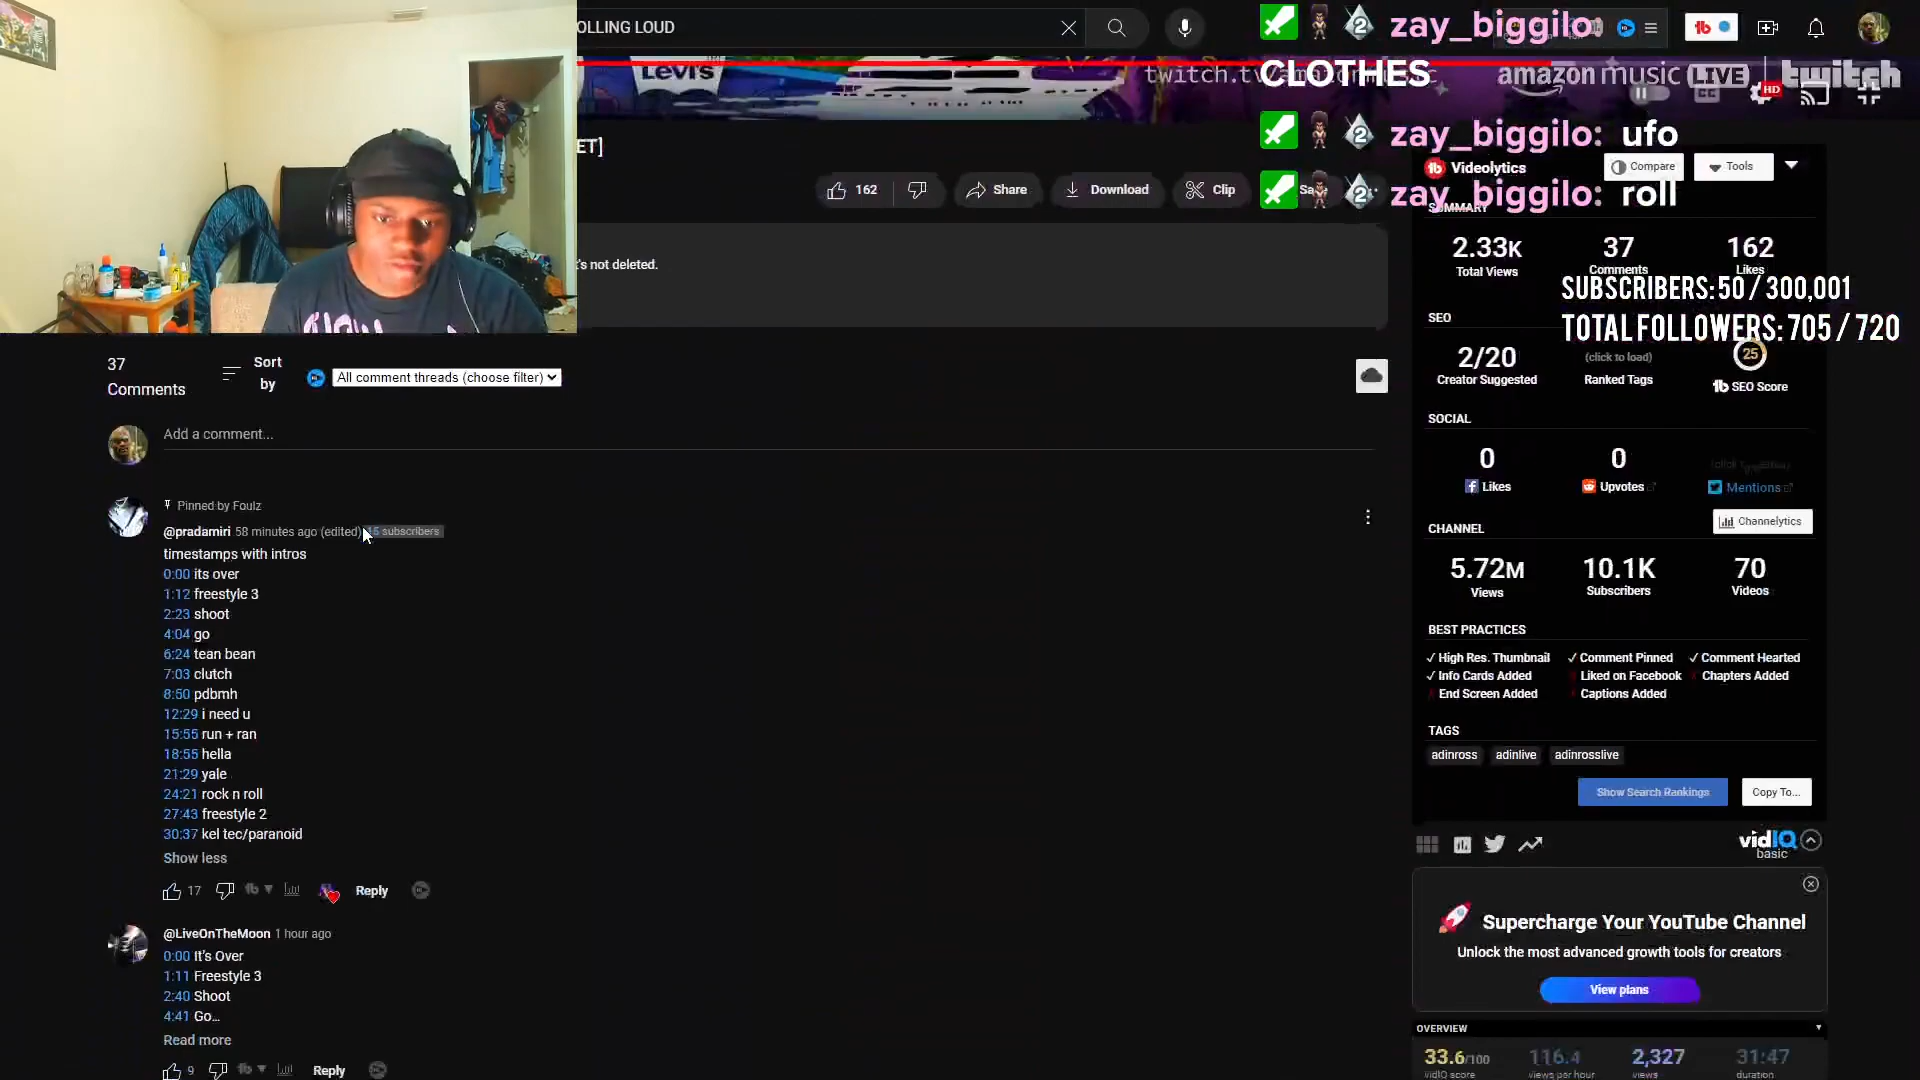 OLLING LOUD
zay_biggilo:
CLOTHES
zay_biggilo: ufo
zay_biggilo: roll
Levi's
amazon music LIVE twitch
HD
ET]
162
Share
Download
Clip
's not deleted.
SUBSCRIBERS: 50 / 300,001
TOTAL FOLLOWERS: 705 / 720
Videolytics
Compare
Tools
SUMMARY
2.33K 37 162
Total Views Comments Likes
SEO
2/20 (click to load) 25
Creator Suggested Ranked Tags SEO Score
SOCIAL
0 0
Likes Upvotes Mentions
CHANNEL
Channelytics
5.72M 10.1K 70
Views Subscribers Videos
BEST PRACTICES
High Res. Thumbnail Comment Pinned Comment Hearted
Info Cards Added Liked on Facebook Chapters Added
End Screen Added Captions Added
TAGS
adinross adinlive adinrosslive
Show Search Rankings Copy To...
vidIQ
basic
Supercharge Your YouTube Channel
Unlock the most advanced growth tools for creators
View plans
OVERVIEW
33.6/100 116.4 2,327 31:47
vidIQ score views per hour views duration
37
Comments
Sort
by
All comment threads (choose filter)
Add a comment...
Pinned by Foulz
@pradamiri 58 minutes ago (edited) subscribers
timestamps with intros
0:00 its over
1:12 freestyle 3
2:23 shoot
4:04 go
6:24 tean bean
7:03 clutch
8:50 pdbmh
12:29 i need u
15:55 run + ran
18:55 hella
21:29 yale
24:21 rock n roll
27:43 freestyle 2
30:37 kel tec/paranoid
Show less
17 Reply
@LiveOnTheMoon 1 hour ago
0:00 It's Over
1:11 Freestyle 3
2:40 Shoot
4:41 Go...
Read more
9 Reply